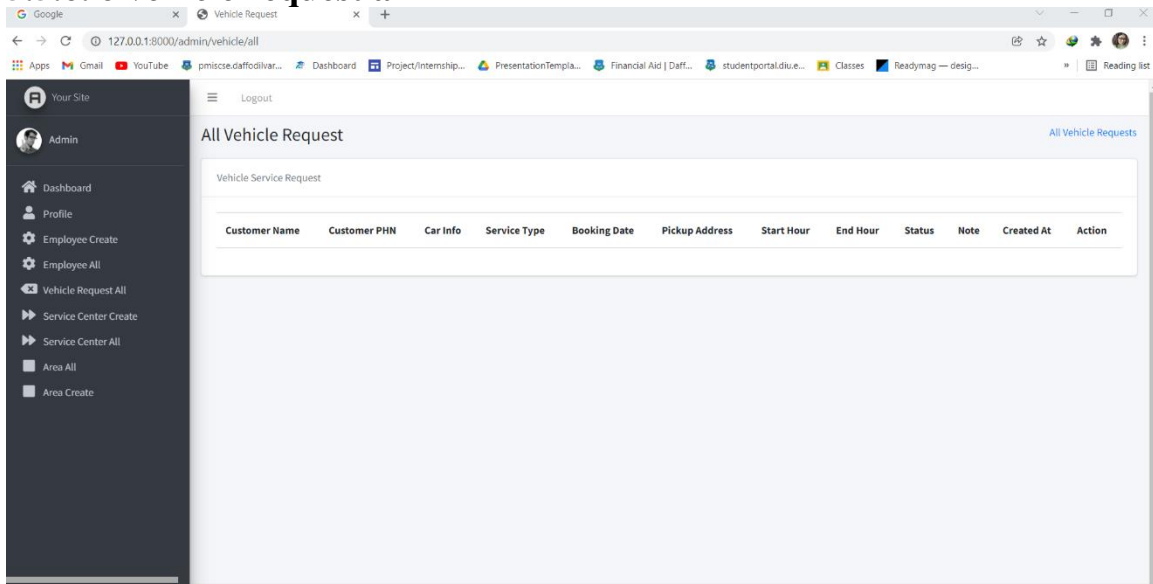 Google
Vehicle Request
127.0.0.1:8000/admin/vehicle/all
Apps Gmail YouTube pmiscse.daffodilvar... Dashboard Project/Internship... PresentationTempla... Financial Aid | Daff... studentportal.diu.e... Classes Readymag — desig... » Reading list
Your Site
Logout
Admin
All Vehicle Request
All Vehicle Requests
Vehicle Service Request
Customer Name Customer PHN Car Info Service Type Booking Date Pickup Address Start Hour End Hour Status Note Created At Action
Dashboard
Profile
Employee Create
Employee All
Vehicle Request All
Service Center Create
Service Center All
Area All
Area Create